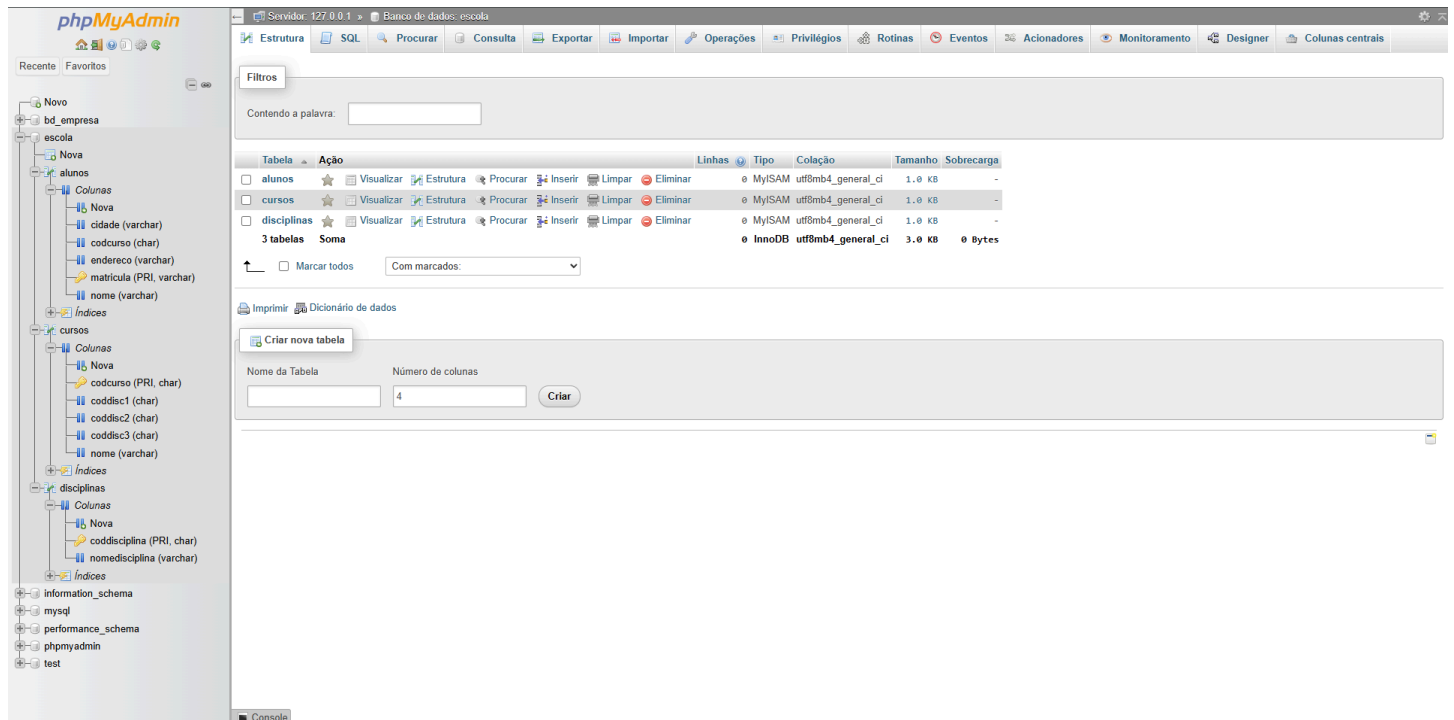 phpMyAdmin
Recente Favoritos
Novo
bd_empresa
escola
Nova
alunos
Colunas
Nova
cidade (varchar)
codcurso (char)
endereco (varchar)
matricula (PRI, varchar)
nome (varchar)
Índices
cursos
Colunas
Nova
codcurso (PRI, char)
coddisc1 (char)
coddisc2 (char)
coddisc3 (char)
nome (varchar)
Índices
disciplinas
Colunas
Nova
coddisciplina (PRI, char)
nomedisciplina (varchar)
Índices
information_schema
mysql
performance_schema
phpmyadmin
test
Servidor: 127.0.0.1 » Banco de dados: escola
Estrutura SQL Procurar Consulta Exportar Importar Operações Privilégios Rotinas Eventos Acionadores Monitoramento Designer Colunas centrais
Filtros
Contendo a palavra:
Tabela Ação Linhas Tipo Colação Tamanho Sobrecarga
alunos Visualizar Estrutura Procurar Inserir Limpar Eliminar 0 MyISAM utf8mb4_general_ci 1.0 KB -
cursos Visualizar Estrutura Procurar Inserir Limpar Eliminar 0 MyISAM utf8mb4_general_ci 1.0 KB -
disciplinas Visualizar Estrutura Procurar Inserir Limpar Eliminar 0 MyISAM utf8mb4_general_ci 1.0 KB -
3 tabelas Soma 0 InnoDB utf8mb4_general_ci 3.0 KB 0 Bytes
Marcar todos Com marcados:
Imprimir Dicionário de dados
Criar nova tabela
Nome da Tabela Número de colunas
4 Criar
Console